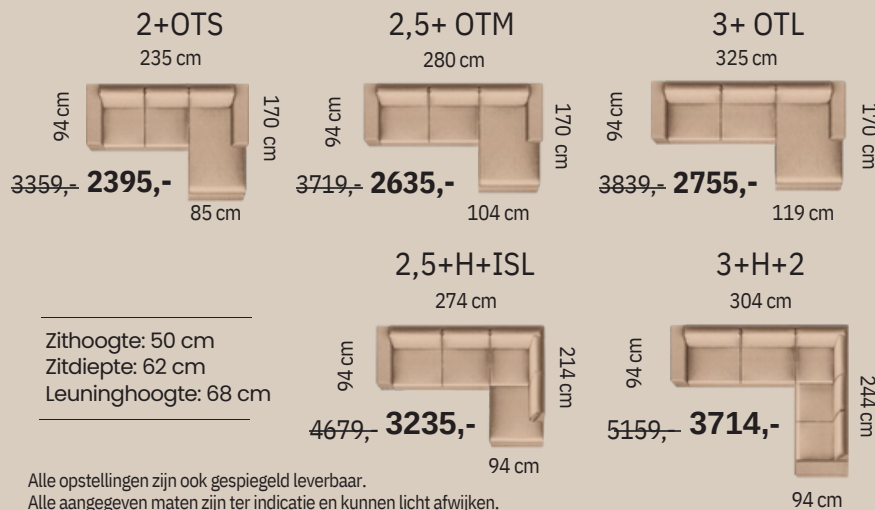 2+OTS
235 cm
94 cm
170 cm
3359,- 2395,-
85 cm
2,5+ OTM
280 cm
94 cm
170 cm
3719,- 2635,-
104 cm
3+ OTL
325 cm
94 cm
170 cm
3839,- 2755,-
119 cm
2,5+H+ISL
274 cm
94 cm
214 cm
4679,- 3235,-
94 cm
3+H+2
304 cm
94 cm
244 cm
5159,- 3714,-
94 cm
Zithoogte: 50 cm
Zitdiepte: 62 cm
Leuninghoogte: 68 cm
Alle opstellingen zijn ook gespiegeld leverbaar.
Alle aangegeven maten zijn ter indicatie en kunnen licht afwijken.